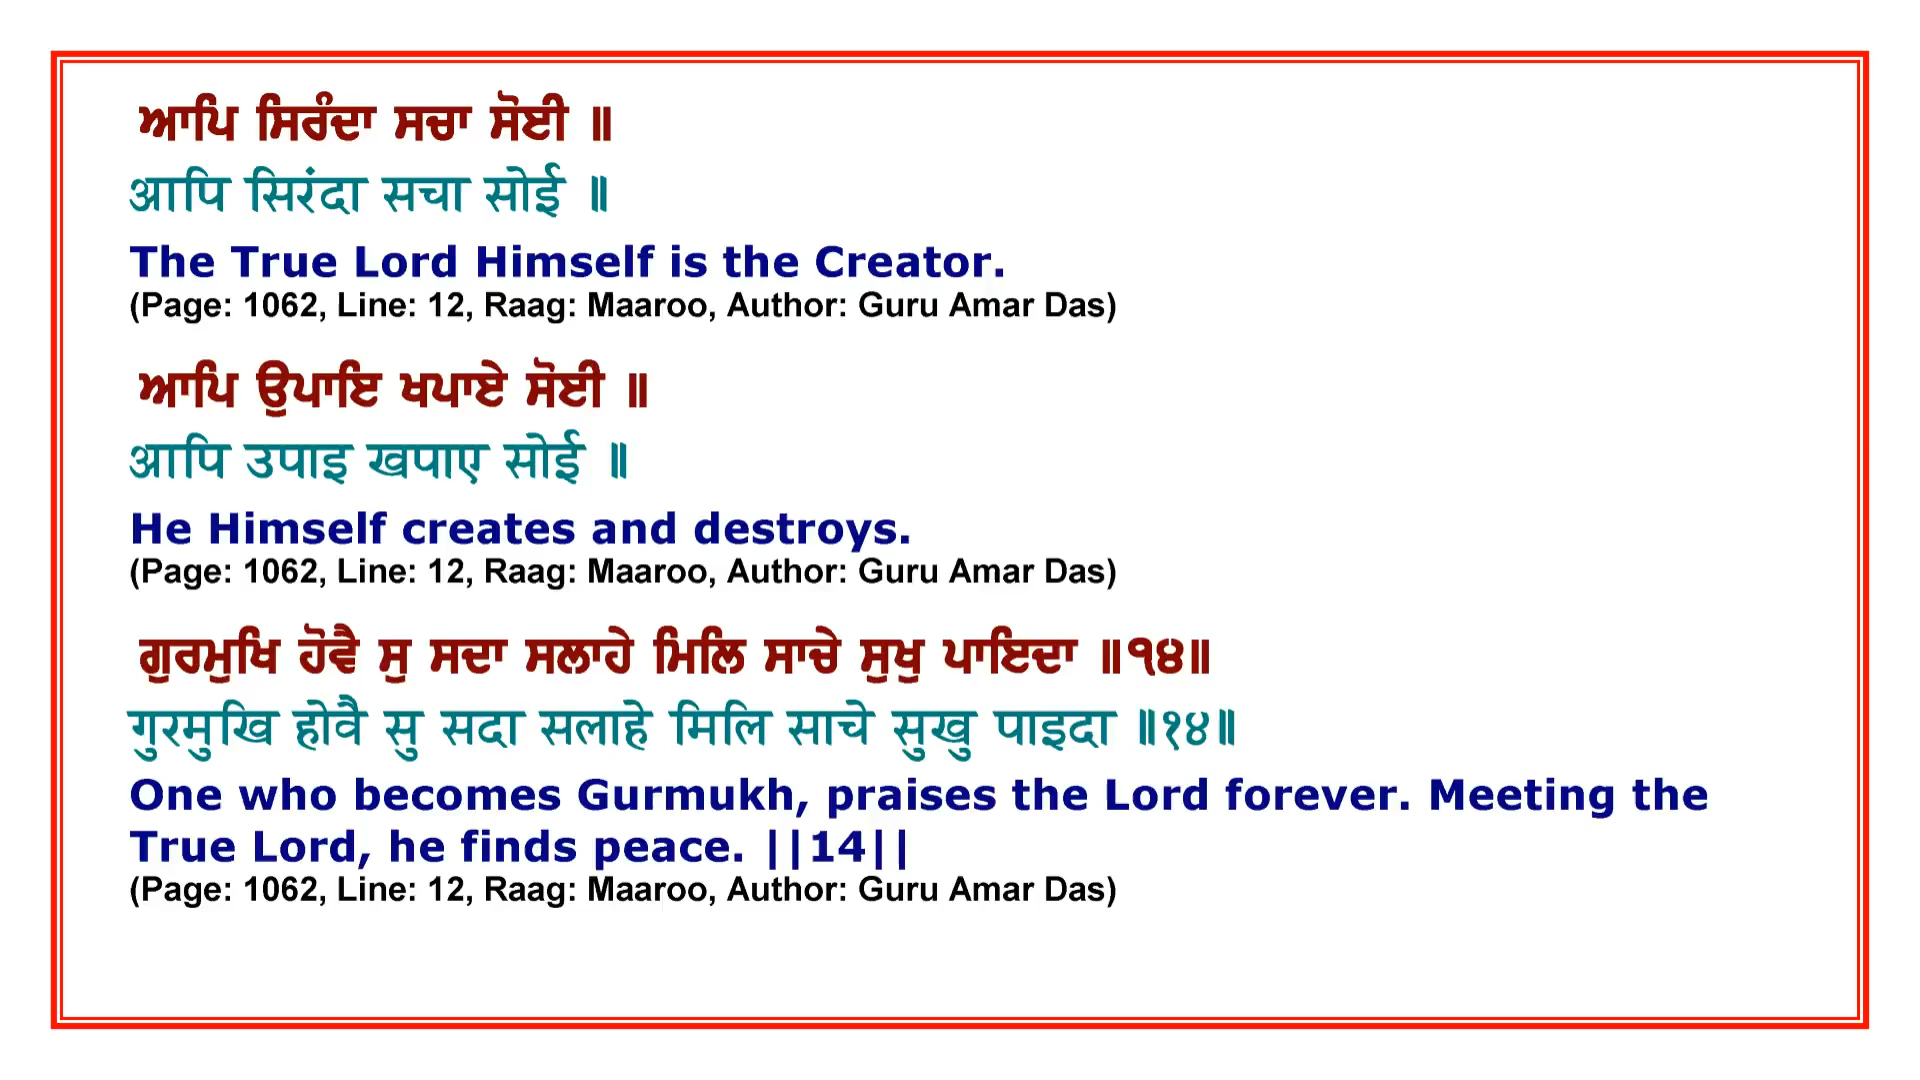 ਆਪਿ ਸਿਰੰਦਾ ਸਚਾ ਸੋਈ ॥
आपि सिरंदा सचा सोई ॥
The True Lord Himself is the Creator.
(Page: 1062, Line: 12, Raag: Maaroo, Author: Guru Amar Das)
ਆਪਿ ਉਪਾਇ ਖਪਾਏ ਸੋਈ ॥
आपि उपाइ खपाए सोई ॥
He Himself creates and destroys.
(Page: 1062, Line: 12, Raag: Maaroo, Author: Guru Amar Das)
ਗੁਰਮੁਖਿ ਹੋਵੈ ਸੁ ਸਦਾ ਸਲਾਹੇ ਮਿਲਿ ਸਾਚੇ ਸੁਖੁ ਪਾਇਦਾ ॥੧੪॥
गुरमुखि होवै सु सदा सलाहे मिलि साचे सुखु पाइदा ॥१४॥
One who becomes Gurmukh, praises the Lord forever. Meeting the
True Lord, he finds peace. ||14||
(Page: 1062, Line: 12, Raag: Maaroo, Author: Guru Amar Das)